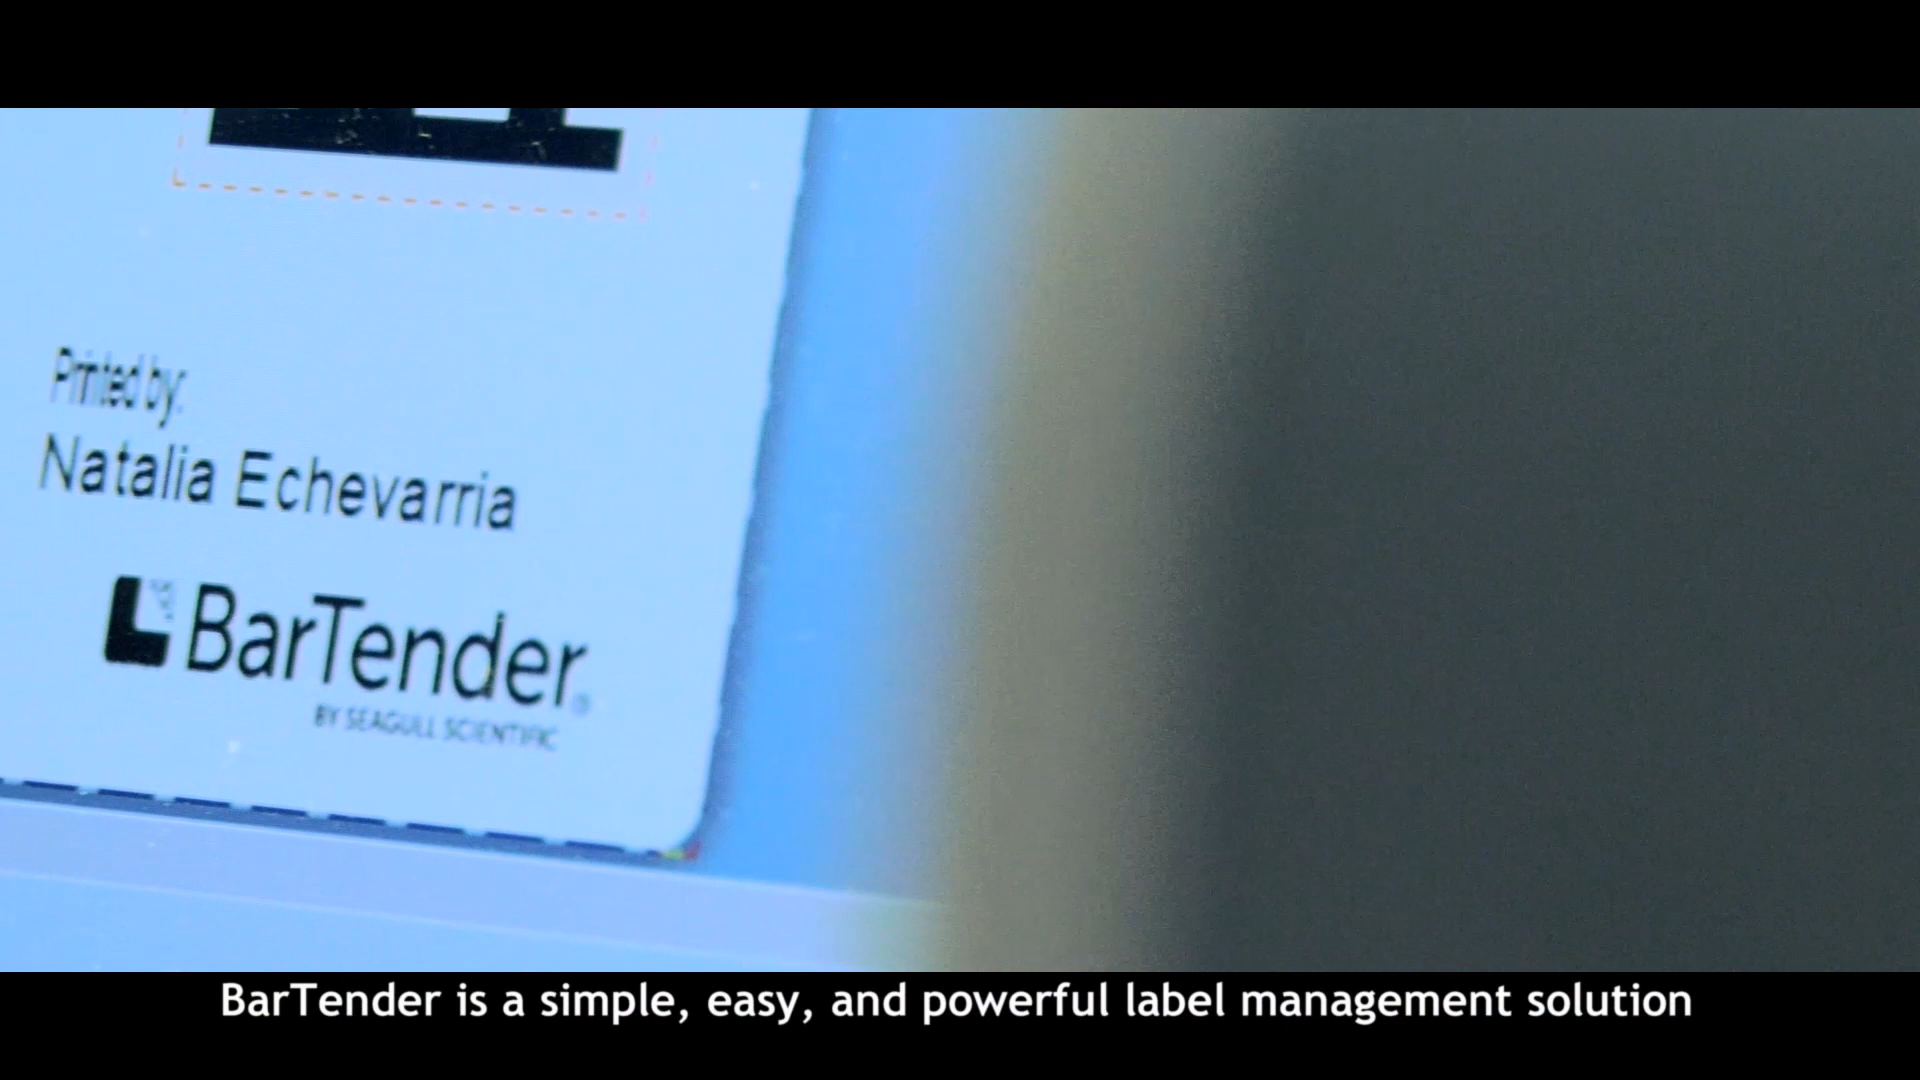 Printed by:
Natalia Echevarria
BarTender®
BY SEAGULL SCIENTIFIC
BarTender is a simple, easy, and powerful label management solution